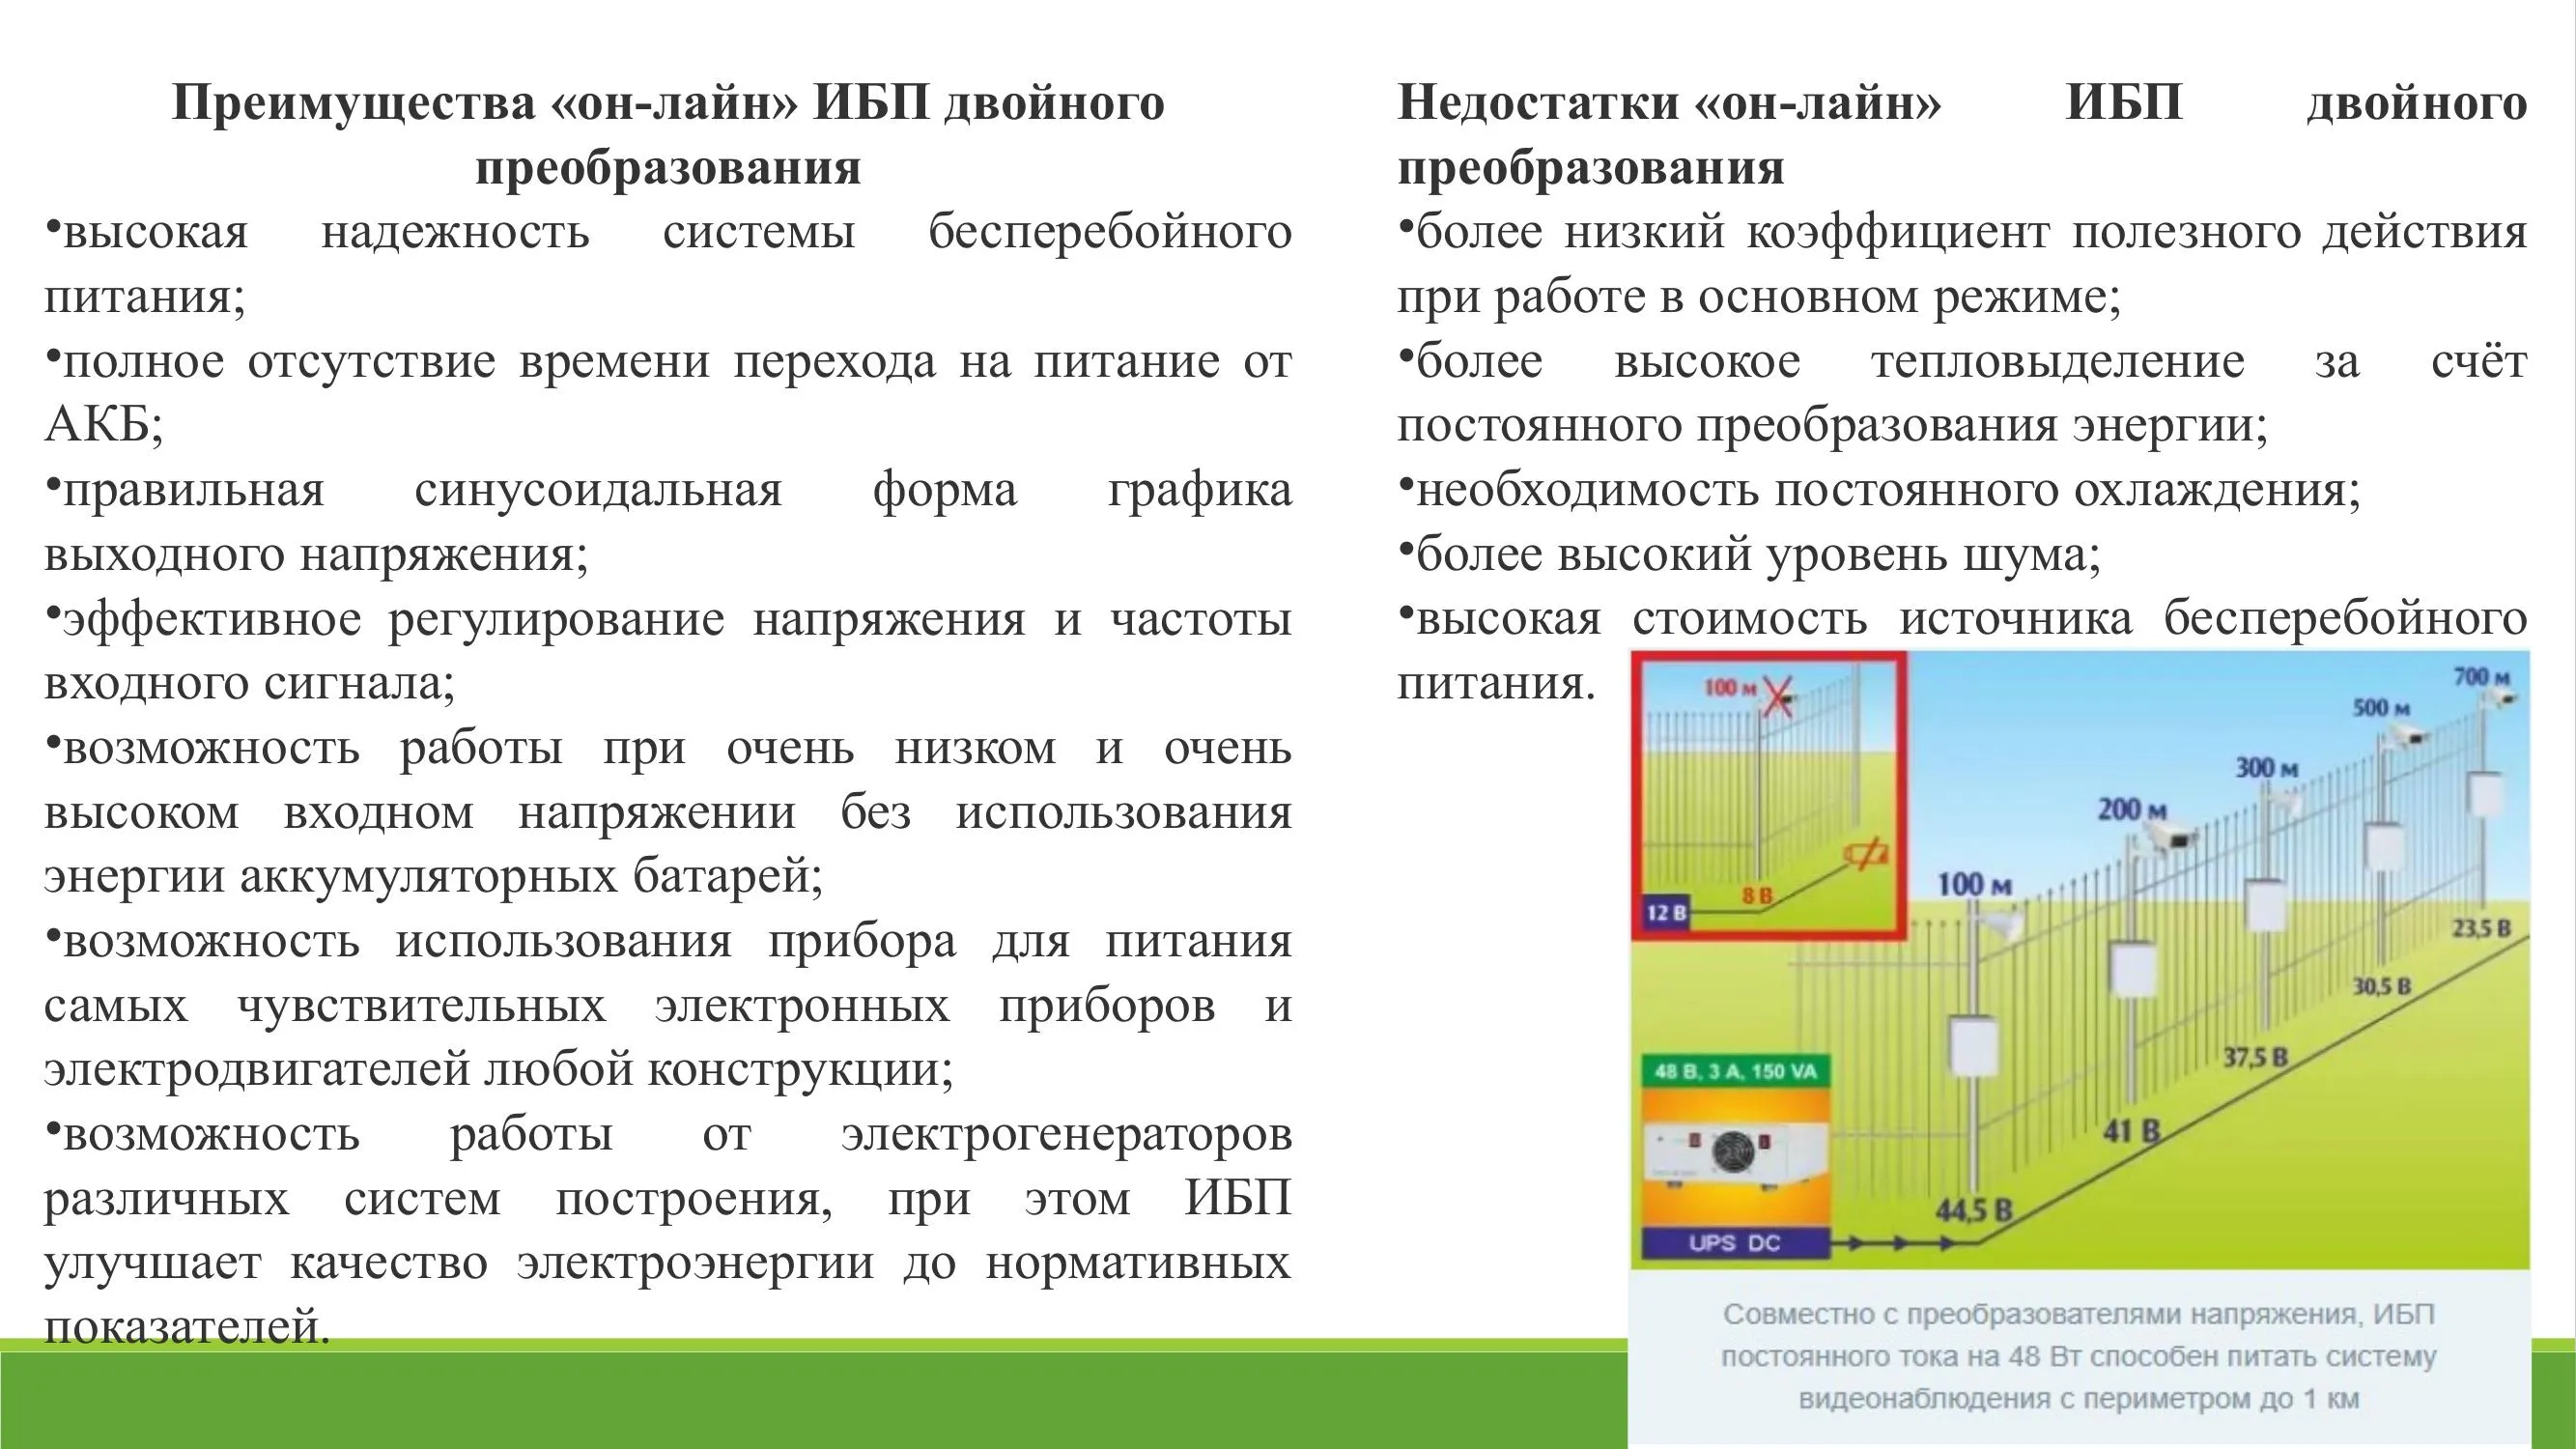 Преимущества «он-лайн» ИБП двойного
преобразования
•высокая надежность системы бесперебойного
питания;
•полное отсутствие времени перехода на питание от
АКБ;
•правильная синусоидальная форма графика
выходного напряжения;
•эффективное регулирование напряжения и частоты
входного сигнала;
•возможность работы при очень низком и очень
высоком входном напряжении без использования
энергии аккумуляторных батарей;
•возможность использования прибора для питания
самых чувствительных электронных приборов и
электродвигателей любой конструкции;
•возможность работы от электрогенераторов
различных систем построения, при этом ИБП
улучшает качество электроэнергии до нормативных
показателей.
Недостатки «он-лайн» ИБП двойного
преобразования
•более низкий коэффициент полезного действия
при работе в основном режиме;
•более высокое тепловыделение за счёт
постоянного преобразования энергии;
•необходимость постоянного охлаждения;
•более высокий уровень шума;
•высокая стоимость источника бесперебойного
питания.
100 м
8 В
12 В
700 м
500 м
300 м
200 м
100 м
23,5 В
30,5 В
37,5 В
41 В
44,5 В
48 В, 3 А, 150 VA
UPS DC
Совместно с преобразователями напряжения, ИБП
постоянного тока на 48 Вт способен питать систему
видеонаблюдения с периметром до 1 км